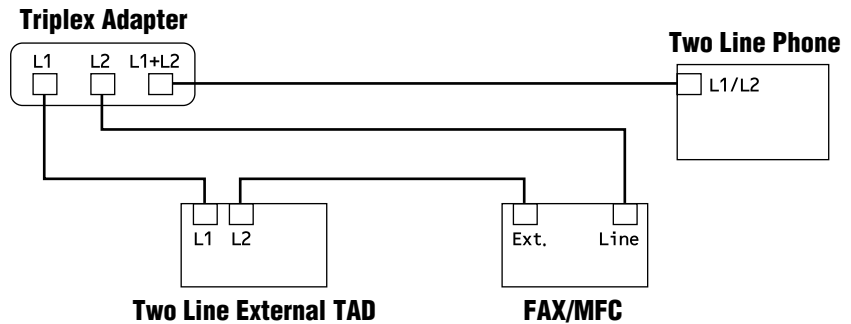 Triplex Adapter
L1 L2 L1+L2
Two Line Phone
L1/L2
L1 L2
Ext. Line
Two Line External TAD
FAX/MFC